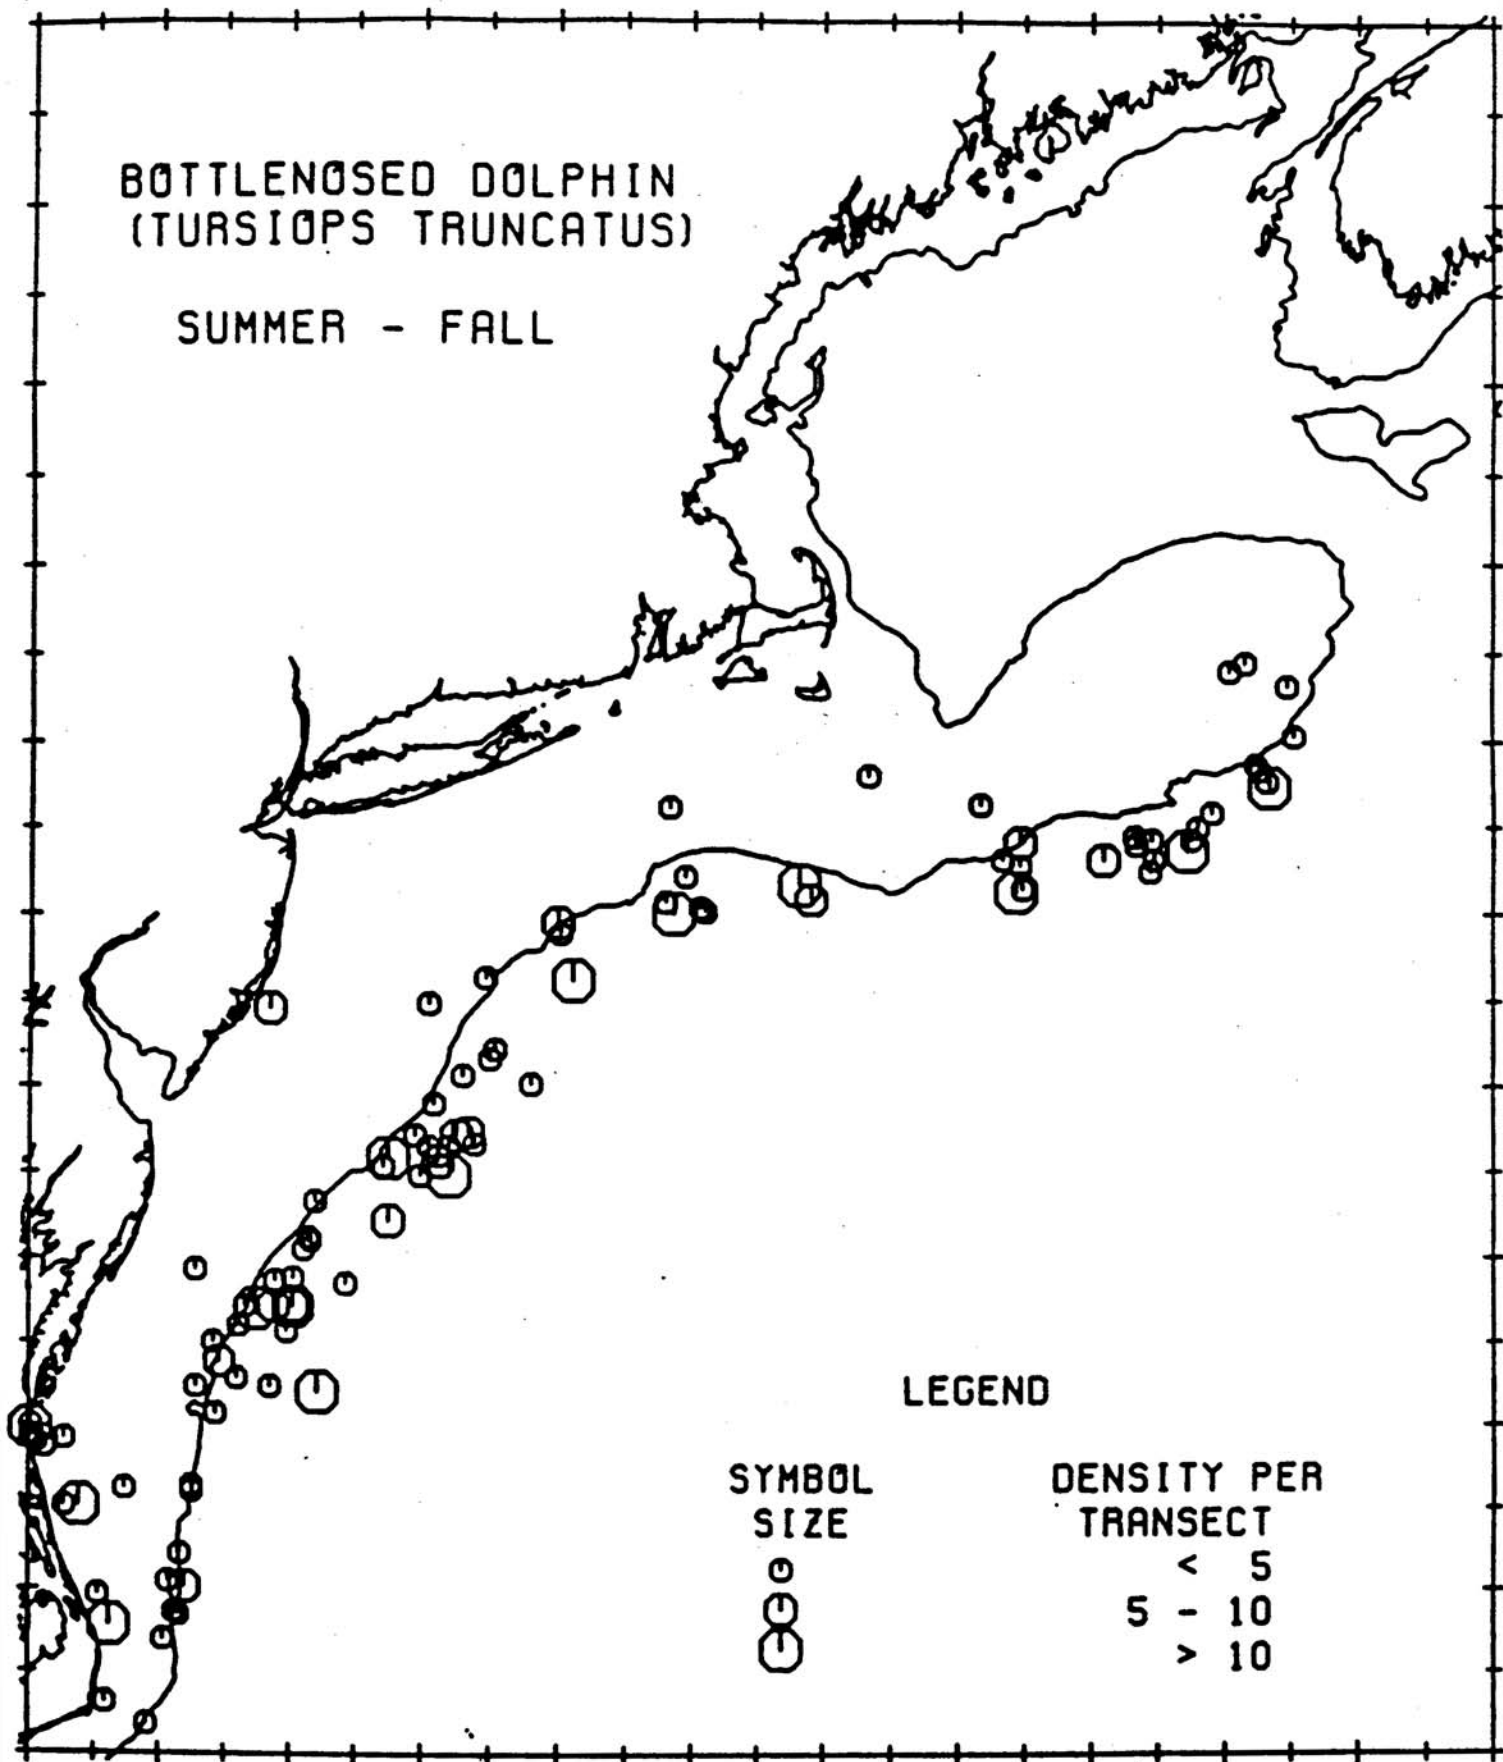 BOTTLENOSED DOLPHIN
(TURSIOPS TRUNCATUS)
SUMMER - FALL
LEGEND
SYMBOL SIZE
DENSITY PER TRANSECT
< 5
5 - 10
> 10